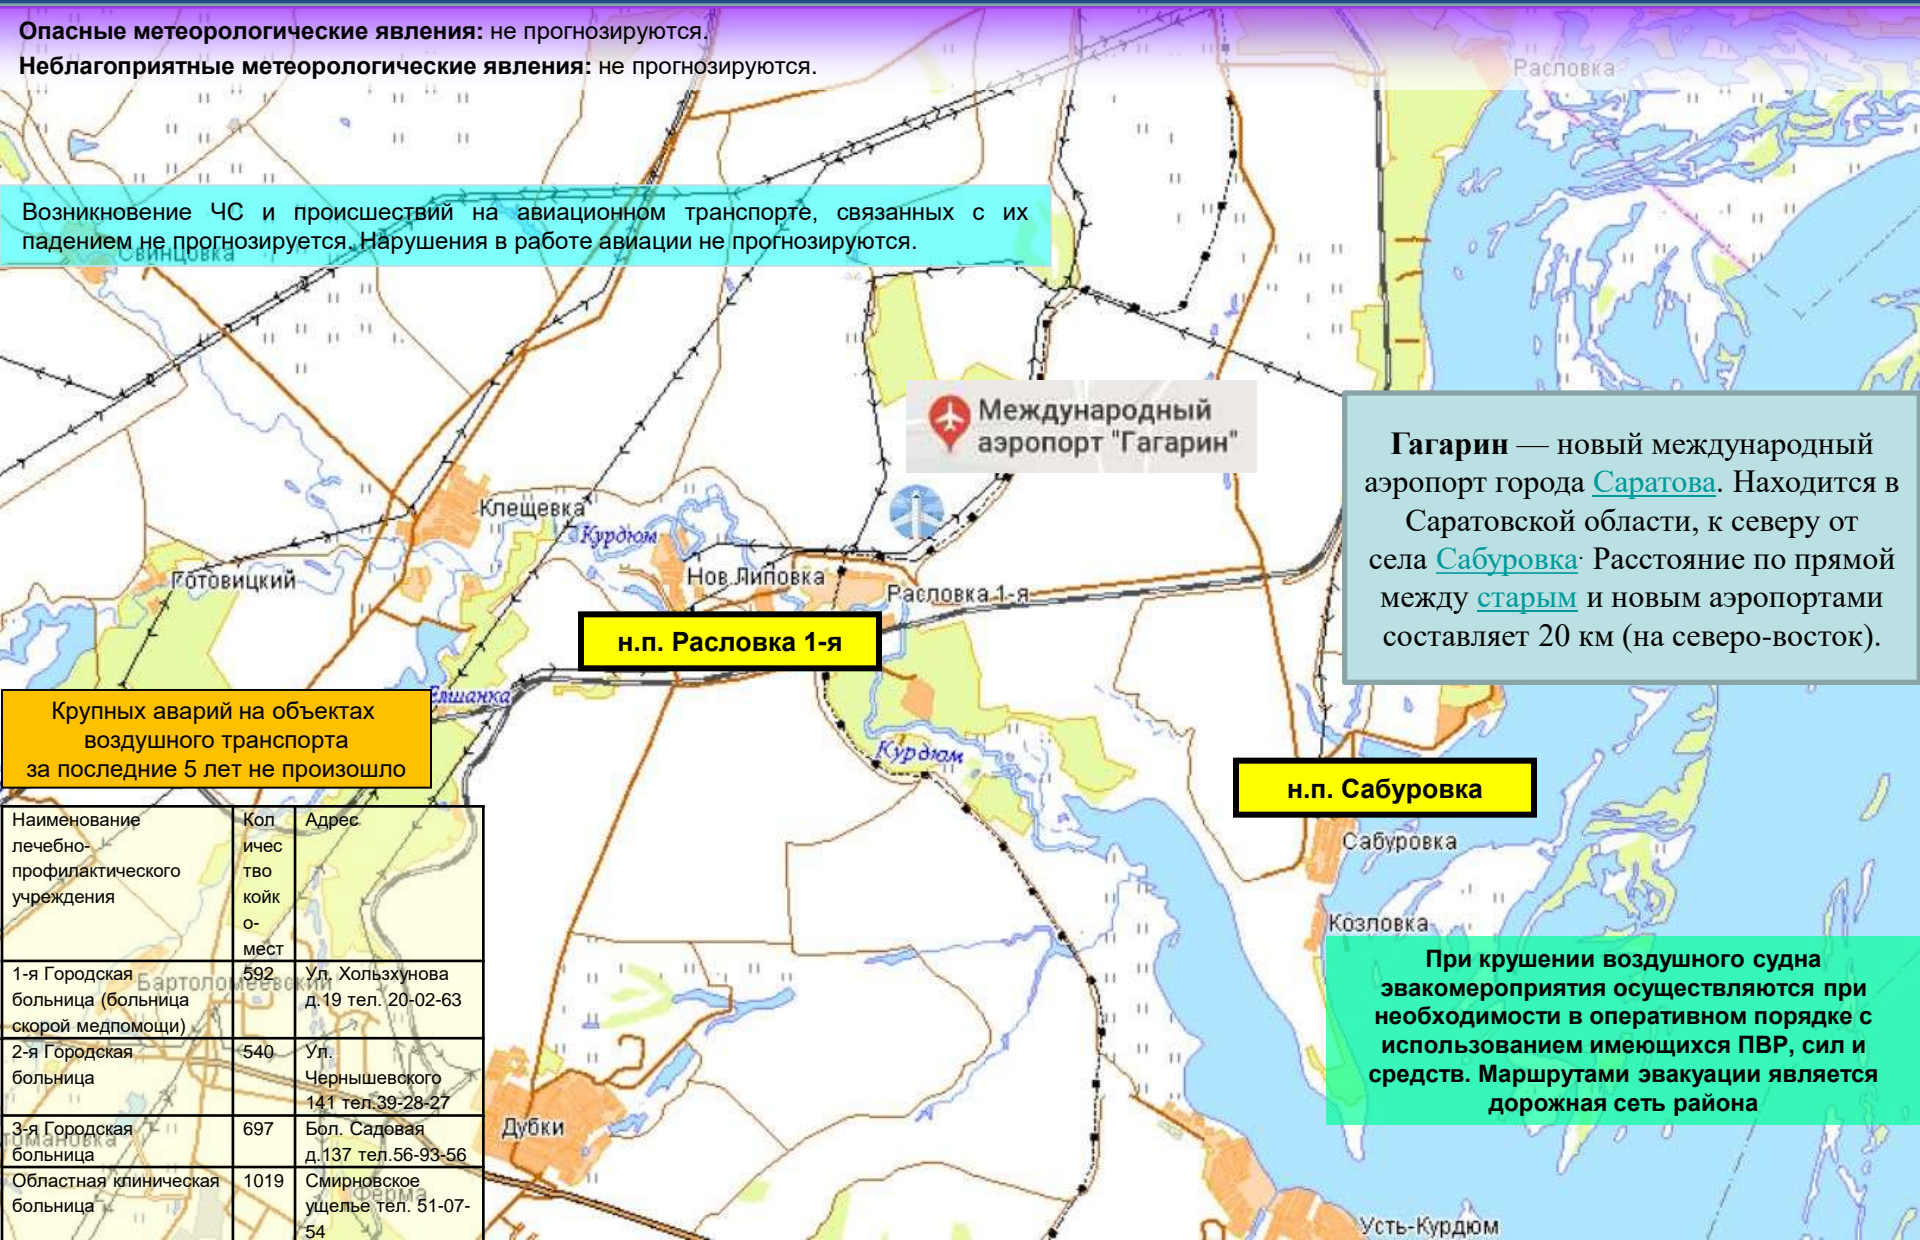 Опасные метеорологические явления: не прогнозируются.
Неблагоприятные метеорологические явления: не прогнозируются.
Расловка
Возникновение ЧС и происшествий на авиационном транспорте, связанных с их
падением не прогнозируется. Нарушения в работе авиации не прогнозируются.
Свинцовка
Международный
аэропорт "Гагарин"
Гагарин — новый международный
аэропорт города Саратова. Находится в
Саратовской области, к северу от
села Сабуровка· Расстояние по прямой
между старым и новым аэропортами
составляет 20 км (на северо-восток).
Клещевка
Курдюм
Готовицкий
Нов.Липовка
Расловка 1-я
н.п. Расловка 1-я
Елшанка
Крупных аварий на объектах
воздушного транспорта
за последние 5 лет не произошло
Курдюм
н.п. Сабуровка
Сабуровка
Козловка
При крушении воздушного судна
эвакомероприятия осуществляются при
необходимости в оперативном порядке с
использованием имеющихся ПВР, сил и
средств. Маршрутами эвакуации является
дорожная сеть района
Наименование
лечебно-
профилактического
учреждения
Кол
ичес
тво
койк
о-
мест
Адрес
1-я Городская
больница (больница
скорой медпомощи)
592
Ул. Хользхунова
д.19 тел. 20-02-63
Бартоломеевский
2-я Городская
больница
540
Ул.
Чернышевского
141 тел.39-28-27
3-я Городская
больница
697
Бол. Садовая
д.137 тел.56-93-56
Областная клиническая
больница
1019
Смирновское
ущелье тел. 51-07-
54
Ферма
Дубки
Усть-Курдюм